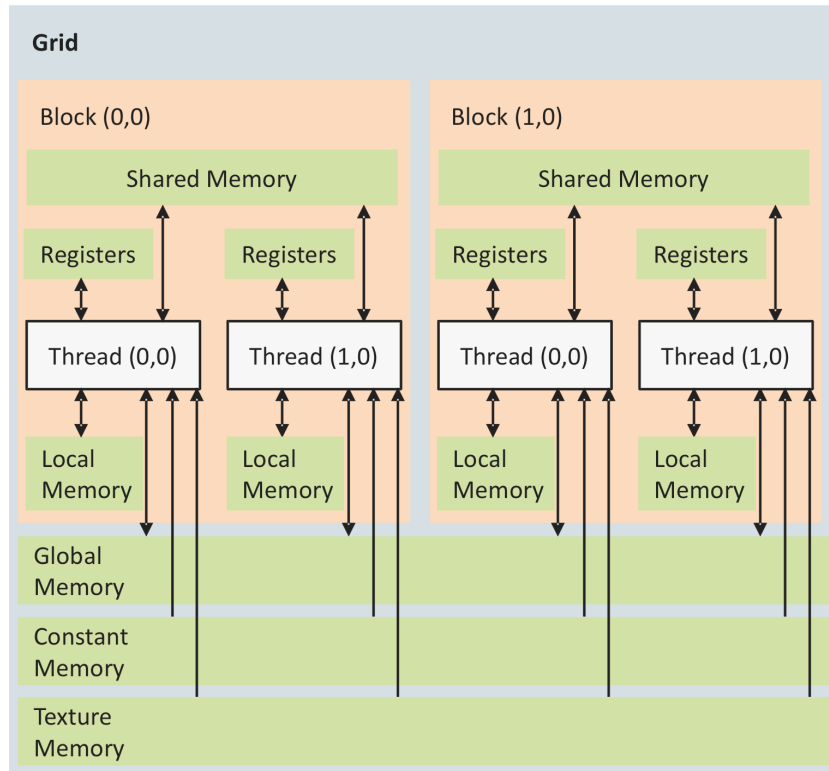 Grid
Block (0,0)
Shared Memory
Registers
Registers
Thread (0,0)
Thread (1,0)
Local
Memory
Local
Memory
Block (1,0)
Shared Memory
Registers
Registers
Thread (0,0)
Thread (1,0)
Local
Memory
Local
Memory
Global
Memory
Constant
Memory
Texture
Memory